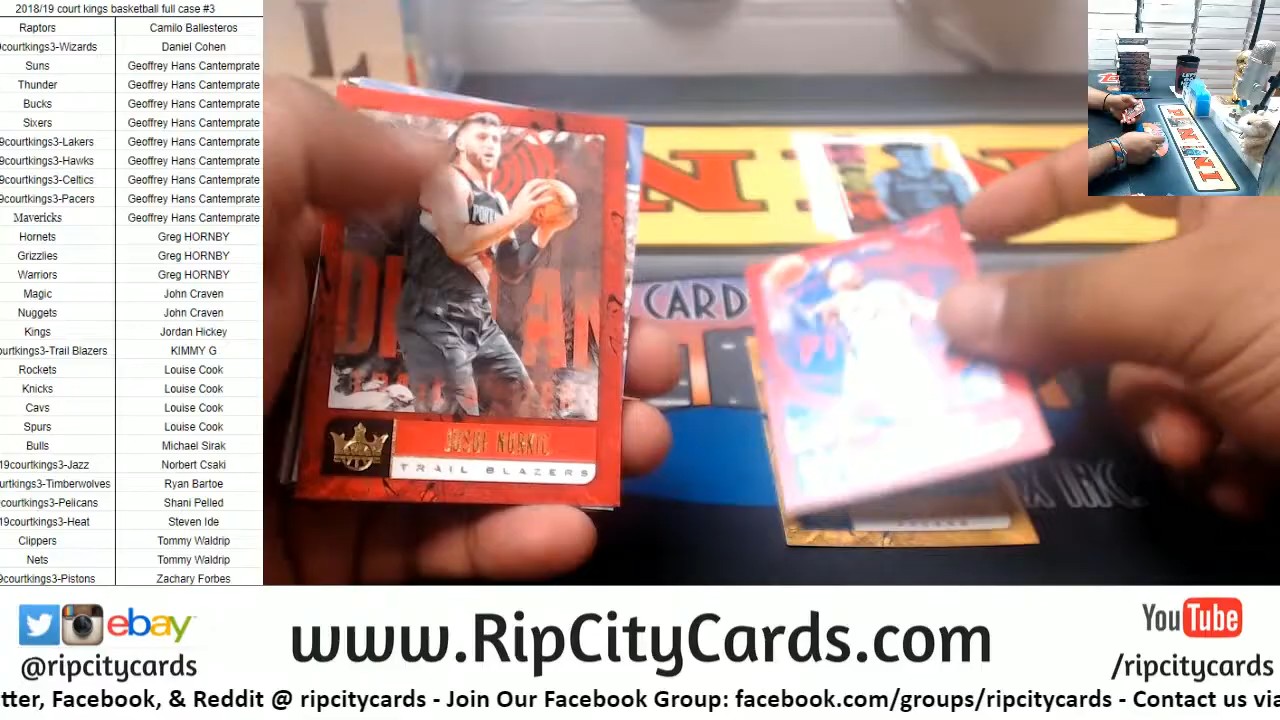 2018/19 court kings basketball full case #3
Raptors Camilo Ballesteros
9courtkings3-Wizards Daniel Cohen
Suns Geoffrey Hans Cantemprate
Thunder Geoffrey Hans Cantemprate
Bucks Geoffrey Hans Cantemprate
Sixers Geoffrey Hans Cantemprate
9courtkings3-Lakers Geoffrey Hans Cantemprate
9courtkings3-Hawks Geoffrey Hans Cantemprate
9courtkings3-Celtics Geoffrey Hans Cantemprate
9courtkings3-Pacers Geoffrey Hans Cantemprate
Mavericks Geoffrey Hans Cantemprate
Hornets Greg HORNBY
Grizzlies Greg HORNBY
Warriors Greg HORNBY
Magic John Craven
Nuggets John Craven
Kings Jordan Hickey
ourtkings3-Trail Blazers KIMMY G
Rockets Louise Cook
Knicks Louise Cook
Cavs Louise Cook
Spurs Louise Cook
Bulls Michael Sirak
19courtkings3-Jazz Norbert Csaki
urtkings3-Timberwolves Ryan Bartoe
9courtkings3-Pelicans Shani Pelled
19courtkings3-Heat Steven Ide
Clippers Tommy Waldrip
Nets Tommy Waldrip
9courtkings3-Pistons Zachary Forbes
JUSUF NURKIC
TRAIL BLAZERS
CARD
PANINI
ebay
@ripcitycards
www.RipCityCards.com
YouTube
/ripcitycards
tter, Facebook, & Reddit @ ripcitycards - Join Our Facebook Group: facebook.com/groups/ripcitycards - Contact us via